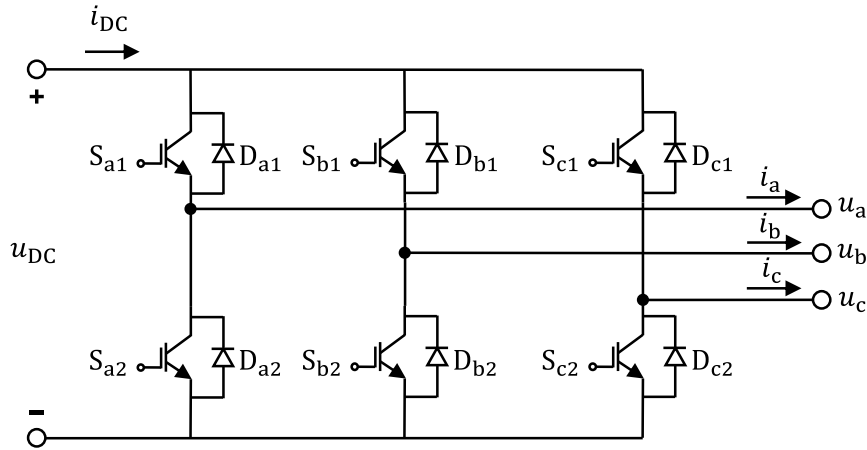 i_DC
+
S_a1 D_a1 S_b1 D_b1 S_c1 D_c1
i_a
u_a
i_b
u_DC u_b
i_c
u_c
S_a2 D_a2 S_b2 D_b2 S_c2 D_c2
-